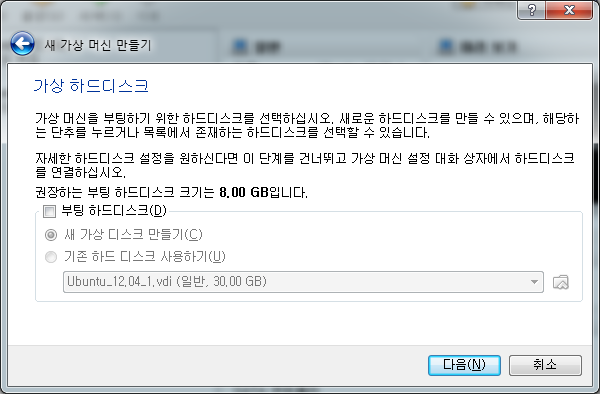 새 가상 머신 만들기
가상 하드디스크
가상 머신을 부팅하기 위한 하드디스크를 선택하십시오. 새로운 하드디스크를 만들 수 있으며, 해당하
는 단추를 누르거나 목록에서 존재하는 하드디스크를 선택할 수 있습니다.
자세한 하드디스크 설정을 원하신다면 이 단계를 건너뛰고 가상 머신 설정 대화 상자에서 하드디스크
를 연결하십시오.
권장하는 부팅 하드디스크 크기는 8.00 GB입니다.
부팅 하드디스크(D)
새 가상 디스크 만들기(C)
기존 하드 디스크 사용하기(U)
Ubuntu_12.04_1.vdi (일반, 30.00 GB)
다음(N)
취소